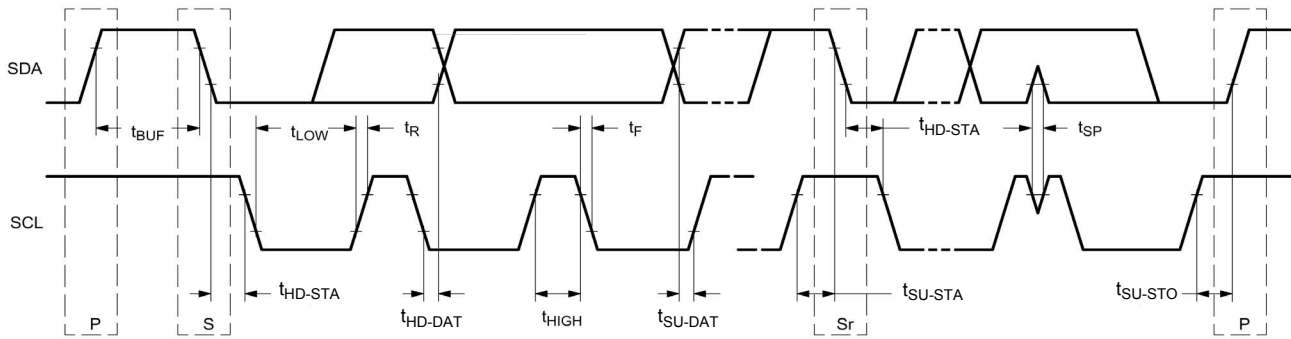 SDA
tBUF
tLOW
tR
tF
tHD-STA
tSP
SCL
tHD-STA
tHD-DAT
tHIGH
tSU-DAT
tSU-STA
tSU-STO
P
S
Sr
P